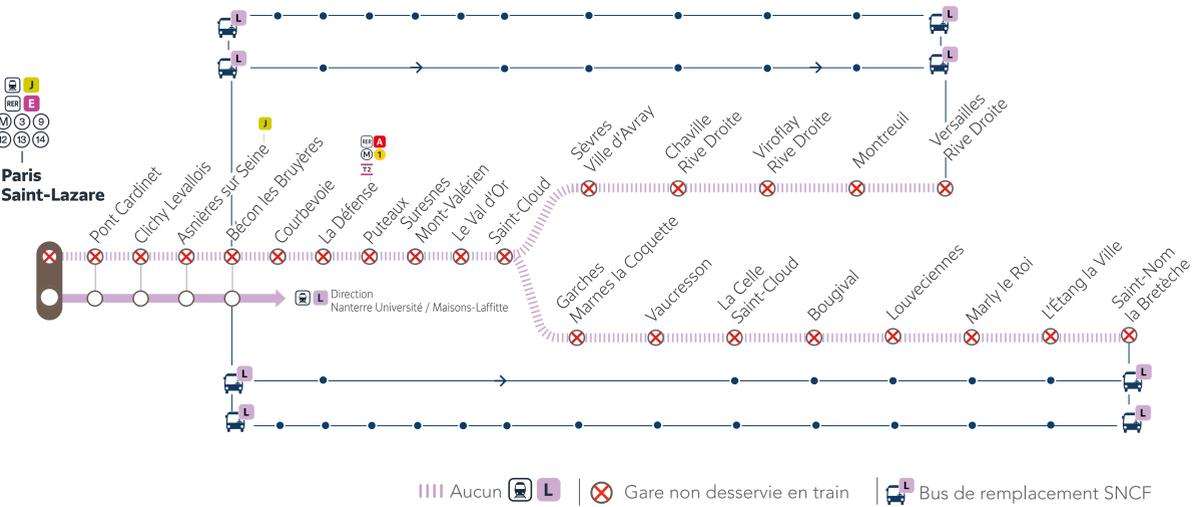 L
L
L
L
J
RER E
M 3 9
12 13 14
Paris
Saint-Lazare
Pont Cardinet
Clichy Levallois
Asnières sur Seine
J
Bécon les Bruyères
Courbevoie
La Défense
RER A
M 1
T2
Puteaux
Suresnes
Mont-Valérien
Le Val d'Or
Saint-Cloud
Sèvres
Ville d'Avray
Chaville
Rive Droite
Viroflay
Rive Droite
Montreuil
Versailles
Rive Droite
L Direction
Nanterre Université / Maisons-Laffitte
Garches
Marnes la Coquette
Vaucresson
La Celle
Saint-Cloud
Bougival
Louveciennes
Marly le Roi
L'Étang la Ville
Saint-Nom
la Bretèche
L
L
L
L
Aucun L
Gare non desservie en train
L Bus de remplacement SNCF